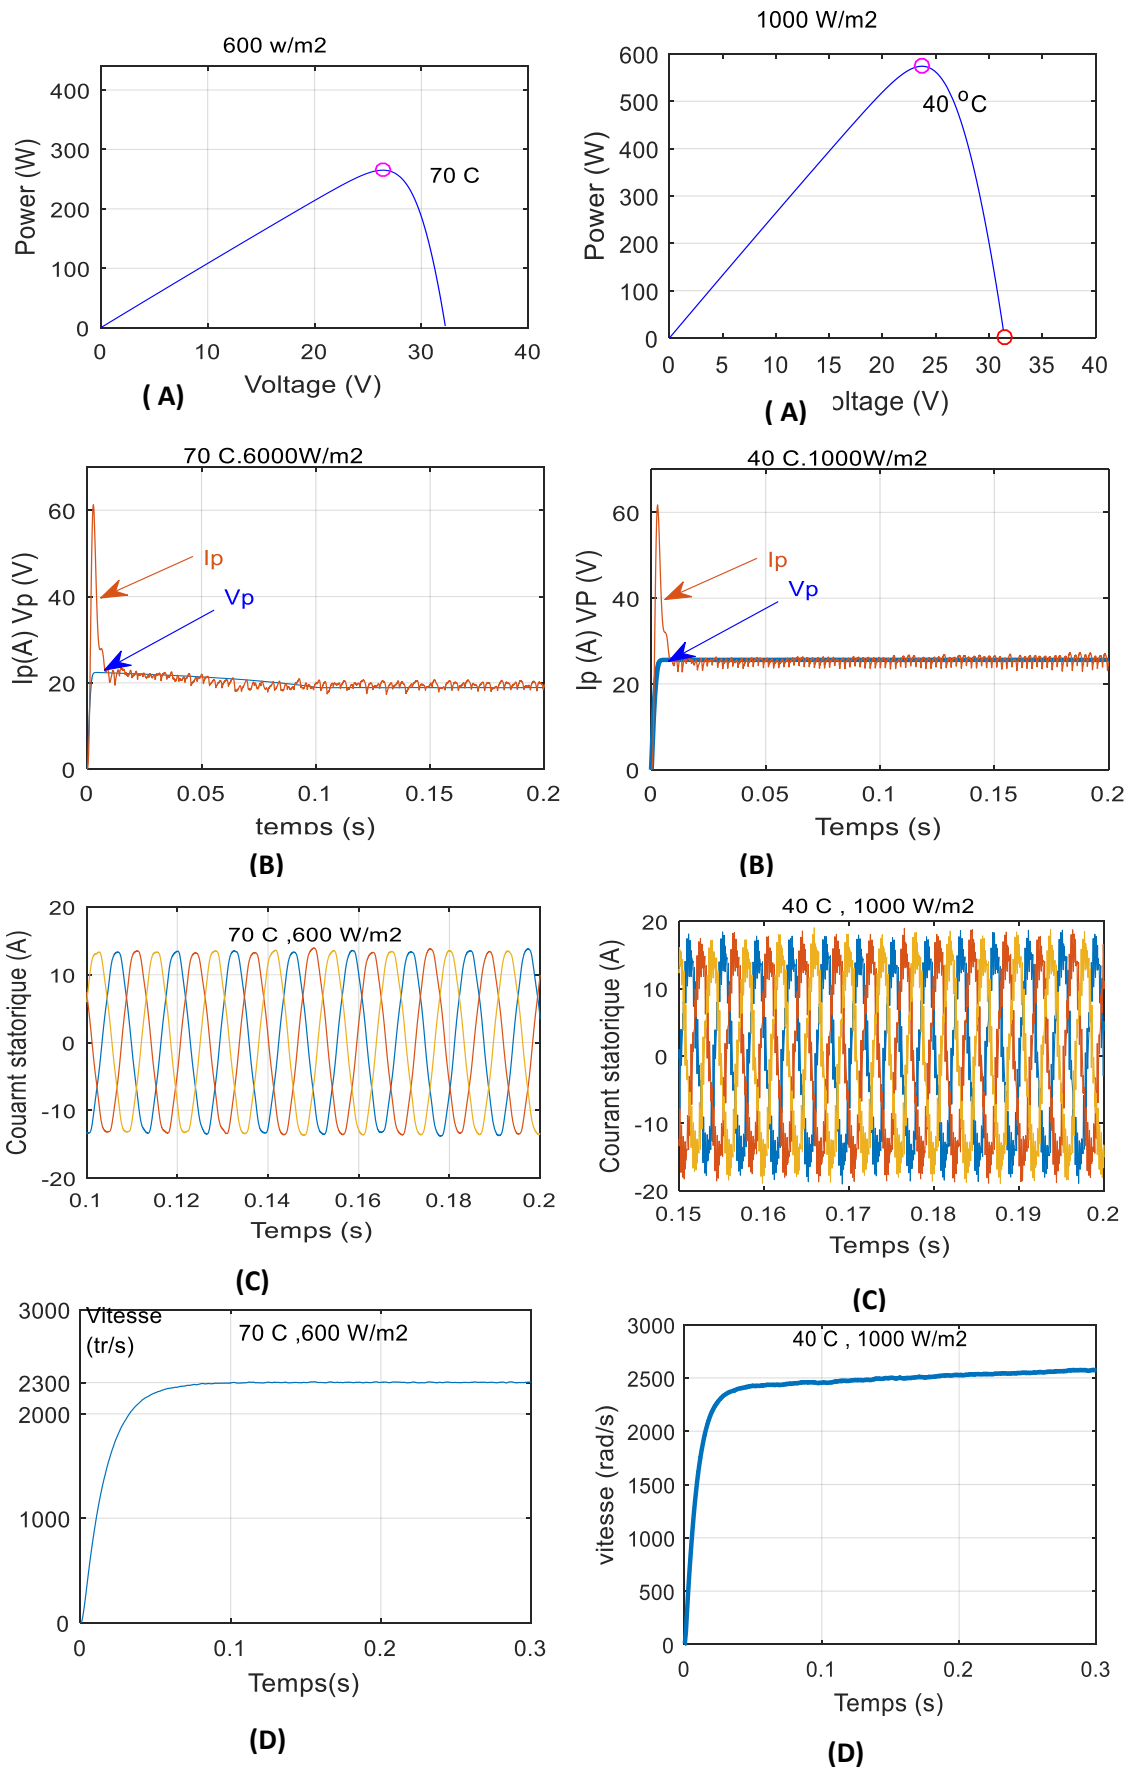 600 w/m2
400
300
200
100
0
Power (W)
70 C
0
10
20
30
40
Voltage (V)
( A)
1000 W/m2
600
500
400
300
200
100
0
Power (W)
40 °C
0
5
15
20
25
30
35
40
oltage (V)
( A)
70 C.6000W/m2
60
40
20
0
Ip(A) Vp (V)
Ip
Vp
0
0.05
0.1
0.15
0.2
temps (s)
(B)
40 C.1000W/m2
60
40
20
0
Ip (A) VP (V)
Ip
Vp
0
0.05
0.1
0.15
0.2
Temps (s)
(B)
20
10
0
-10
-20
Couarnt statorique (A)
70 C ,600 W/m2
0.1
0.12
0.14
0.16
0.18
0.2
Temps (s)
(C)
40 C , 1000 W/m2
20
10
0
-10
-20
Courant statorique (A)
0.15
0.16
0.17
0.18
0.19
0.2
Temps (s)
(C)
3000
2300
2000
1000
0
Vitesse
(tr/s)
70 C ,600 W/m2
0
0.1
0.2
0.3
Temps(s)
(D)
3000
2500
2000
1500
1000
500
0
vitesse (rad/s)
40 C , 1000 W/m2
0
0.1
0.2
0.3
Temps (s)
(D)